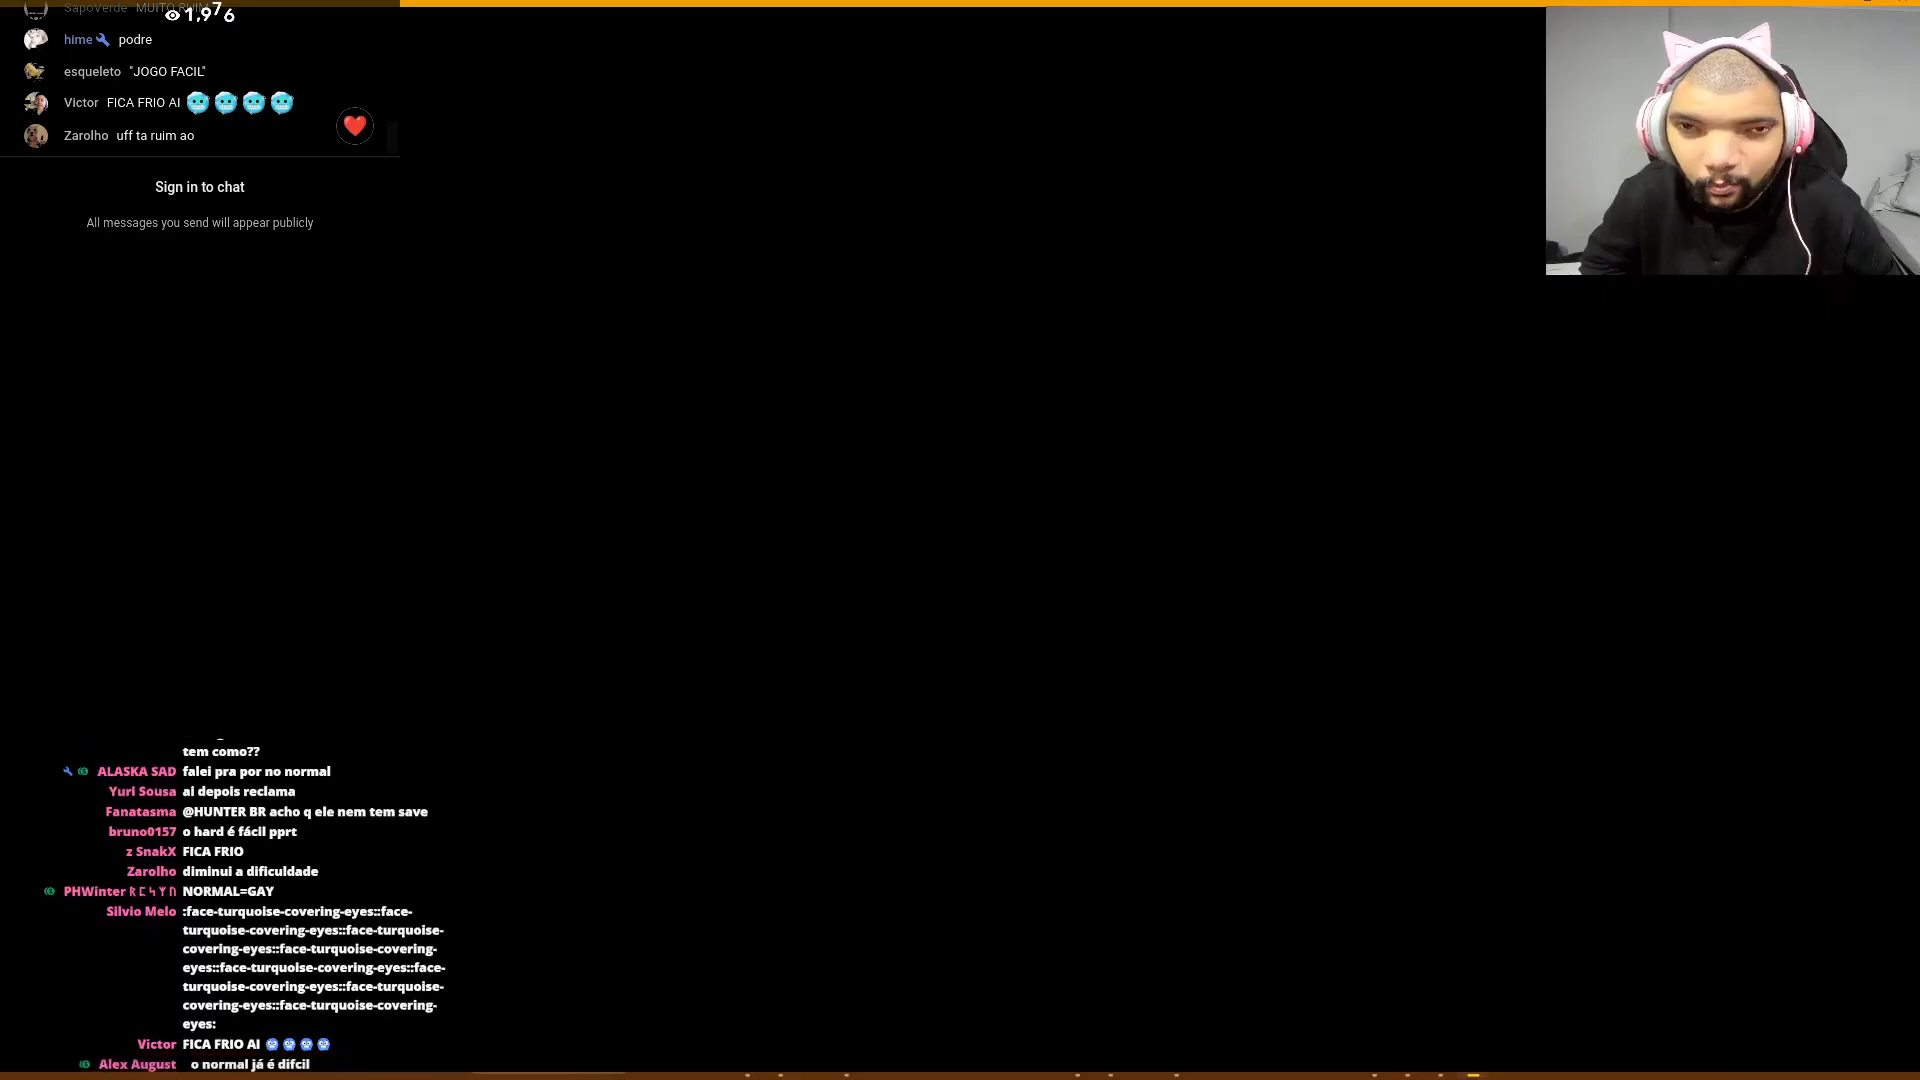 SapoVerde MUITO RUIM
1,976
hime podre
esqueleto "JOGO FACIL"
Victor FICA FRIO AI
Zarolho uff ta ruim ao
Sign in to chat
All messages you send will appear publicly
tem como??
ALASKA SAD falei pra por no normal
Yuri Sousa ai depois reclama
Fanatasma @HUNTER BR acho q ele nem tem save
bruno0157 o hard é fácil pprt
z SnakX FICA FRIO
Zarolho diminui a dificuldade
PHWinter NORMAL=GAY
Silvio Melo :face-turquoise-covering-eyes::face-
turquoise-covering-eyes::face-turquoise-
covering-eyes::face-turquoise-covering-
eyes::face-turquoise-covering-eyes::face-
turquoise-covering-eyes::face-turquoise-
covering-eyes::face-turquoise-covering-
eyes:
Victor FICA FRIO AI
Alex August o normal já é difcil